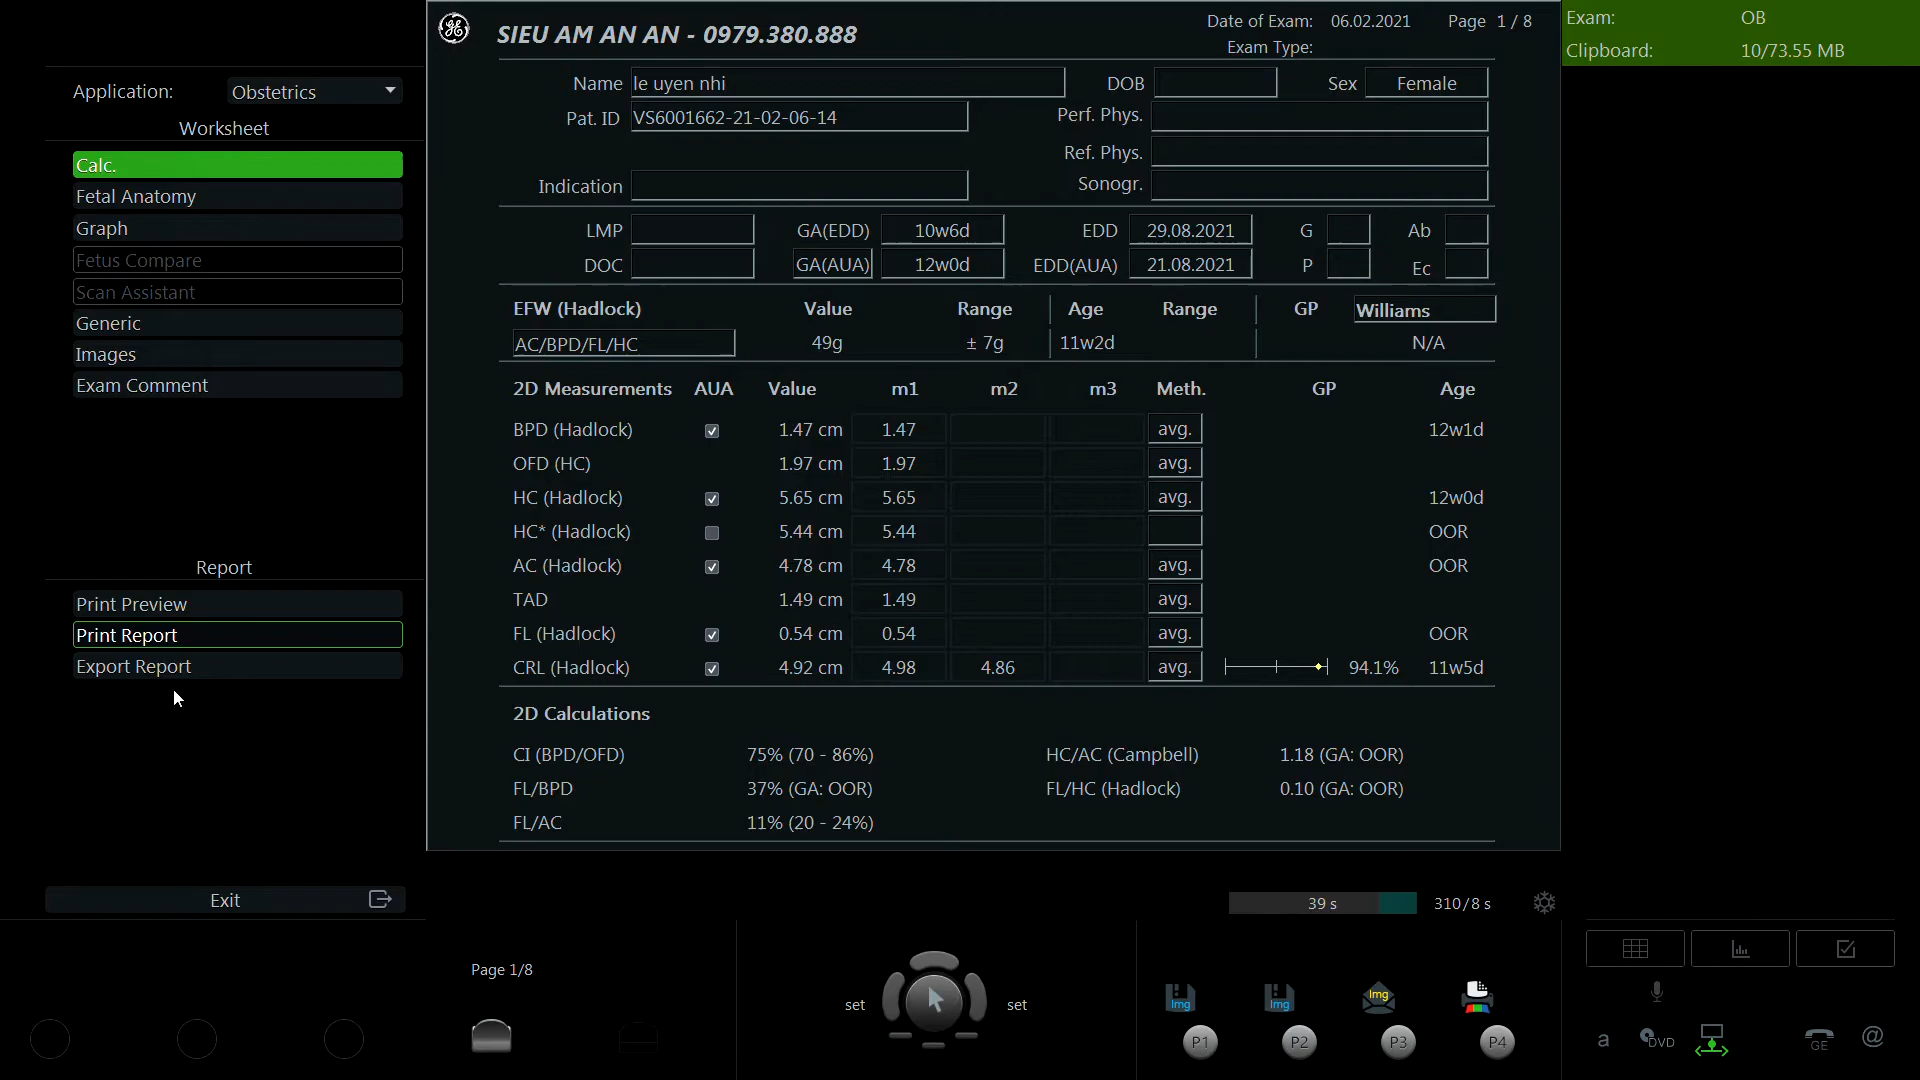 SIEU AM AN AN - 0979.380.888
Date of Exam: 06.02.2021 Page 1 / 8
Exam Type:
Exam: OB
Clipboard: 10/73.55 MB
Application: Obstetrics
Worksheet
Calc.
Fetal Anatomy
Graph
Fetus Compare
Scan Assistant
Generic
Images
Exam Comment
Report
Print Preview
Print Report
Export Report
Exit
Name le uyen nhi DOB Sex Female
Pat. ID VS6001662-21-02-06-14 Perf. Phys.
Ref. Phys.
Indication Sonogr.
LMP GA(EDD) 10w6d EDD 29.08.2021 G Ab
DOC GA(AUA) 12w0d EDD(AUA) 21.08.2021 P Ec
EFW (Hadlock) Value Range Age Range GP Williams
AC/BPD/FL/HC 49g ± 7g 11w2d N/A
2D Measurements AUA Value m1 m2 m3 Meth. GP Age
BPD (Hadlock) 1.47 cm 1.47 avg. 12w1d
OFD (HC) 1.97 cm 1.97 avg.
HC (Hadlock) 5.65 cm 5.65 avg. 12w0d
HC* (Hadlock) 5.44 cm 5.44 OOR
AC (Hadlock) 4.78 cm 4.78 avg. OOR
TAD 1.49 cm 1.49 avg.
FL (Hadlock) 0.54 cm 0.54 avg. OOR
CRL (Hadlock) 4.92 cm 4.98 4.86 avg. 94.1% 11w5d
2D Calculations
CI (BPD/OFD) 75% (70 - 86%) HC/AC (Campbell) 1.18 (GA: OOR)
FL/BPD 37% (GA: OOR) FL/HC (Hadlock) 0.10 (GA: OOR)
FL/AC 11% (20 - 24%)
39 s 310/8 s
Page 1/8
set set
Img Img Img
P1 P2 P3 P4
a DVD GE @